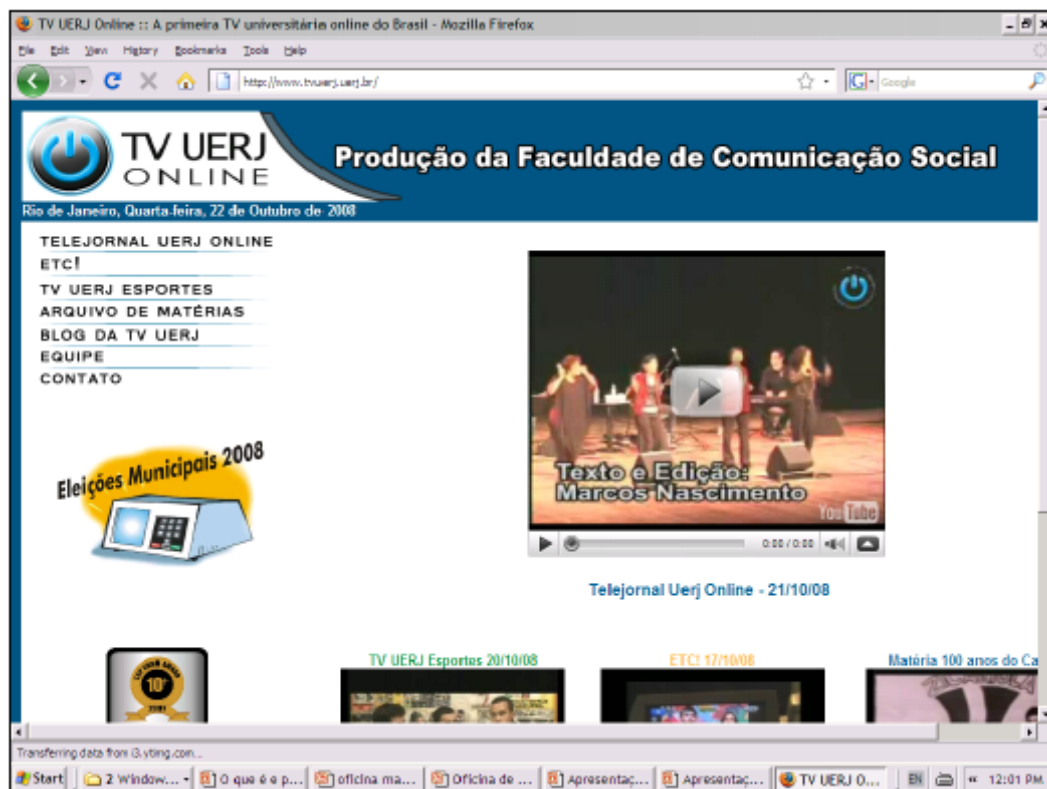 TV UERJ Online :: A primeira TV universitária online do Brasil - Mozilla Firefox
File Edit View History Bookmarks Tools Help
http://www.tvuerj.uerj.br/
G Google
TV UERJ
ONLINE
Produção da Faculdade de Comunicação Social
Rio de Janeiro, Quarta-feira, 22 de Outubro de 2008
TELEJORNAL UERJ ONLINE
ETC!
TV UERJ ESPORTES
ARQUIVO DE MATÉRIAS
BLOG DA TV UERJ
EQUIPE
CONTATO
Eleições Municipais 2008
Texto e Edição:
Marcos Nascimento
YouTube
0:00 / 0:00
Telejornal Uerj Online - 21/10/08
TV UERJ Esportes 20/10/08
ETC! 17/10/08
Matéria 100 anos do Ca
10
Transferring data from i3.ytimg.com...
Start 2 Window... O que é e p... oficina ma... Oficina de ... Apresentaç... Apresentaç... TV UERJ O... EN « 12:01 PM